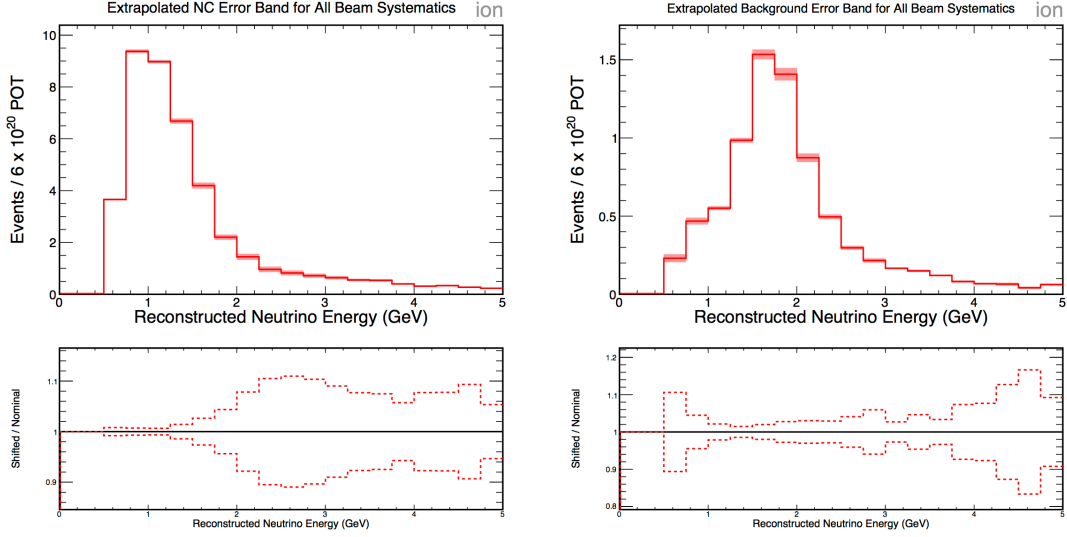 Extrapolated NC Error Band for All Beam Systematics
ion
Events / 6 x 10^20 POT
10
8
6
4
2
0
0 1 2 3 4 5
Reconstructed Neutrino Energy (GeV)
Shifted / Nominal
1.1
1
0.9
0 1 2 3 4 5
Reconstructed Neutrino Energy (GeV)
Extrapolated Background Error Band for All Beam Systematics
ion
Events / 6 x 10^20 POT
1.5
1
0.5
0
0 1 2 3 4 5
Reconstructed Neutrino Energy (GeV)
Shifted / Nominal
1.2
1.1
1
0.9
0.8
0 1 2 3 4 5
Reconstructed Neutrino Energy (GeV)